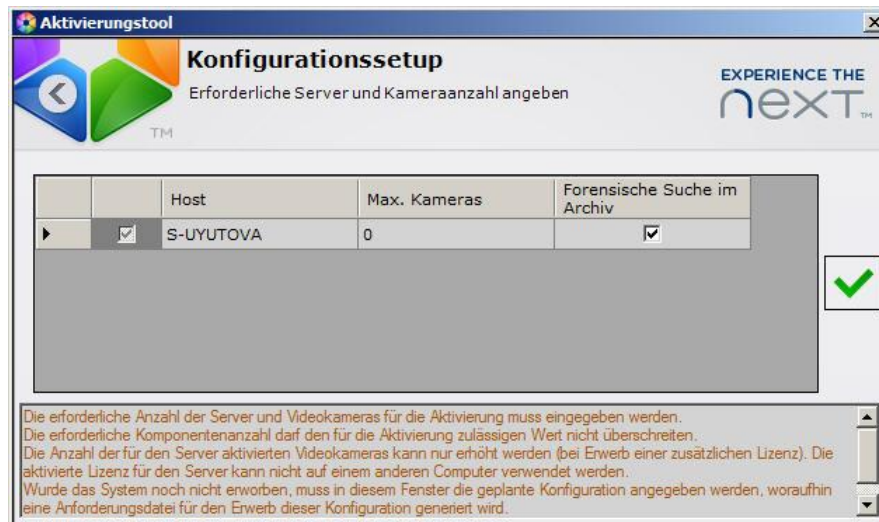 Aktivierungstool
Konfigurationssetup
Erforderliche Server und Kameraanzahl angeben
EXPERIENCE THE
nexT™
TM
Host
Max. Kameras
Forensische Suche im
Archiv
S-UYUTOVA
0
Die erforderliche Anzahl der Server und Videokameras für die Aktivierung muss eingegeben werden.
Die erforderliche Komponentenanzahl darf den für die Aktivierung zulässigen Wert nicht überschreiten.
Die Anzahl der für den Server aktivierten Videokameras kann nur erhöht werden (bei Erwerb einer zusätzlichen Lizenz). Die
aktivierte Lizenz für den Server kann nicht auf einem anderen Computer verwendet werden.
Wurde das System noch nicht erworben, muss in diesem Fenster die geplante Konfiguration angegeben werden, woraufhin
eine Anforderungsdatei für den Erwerb dieser Konfiguration generiert wird.